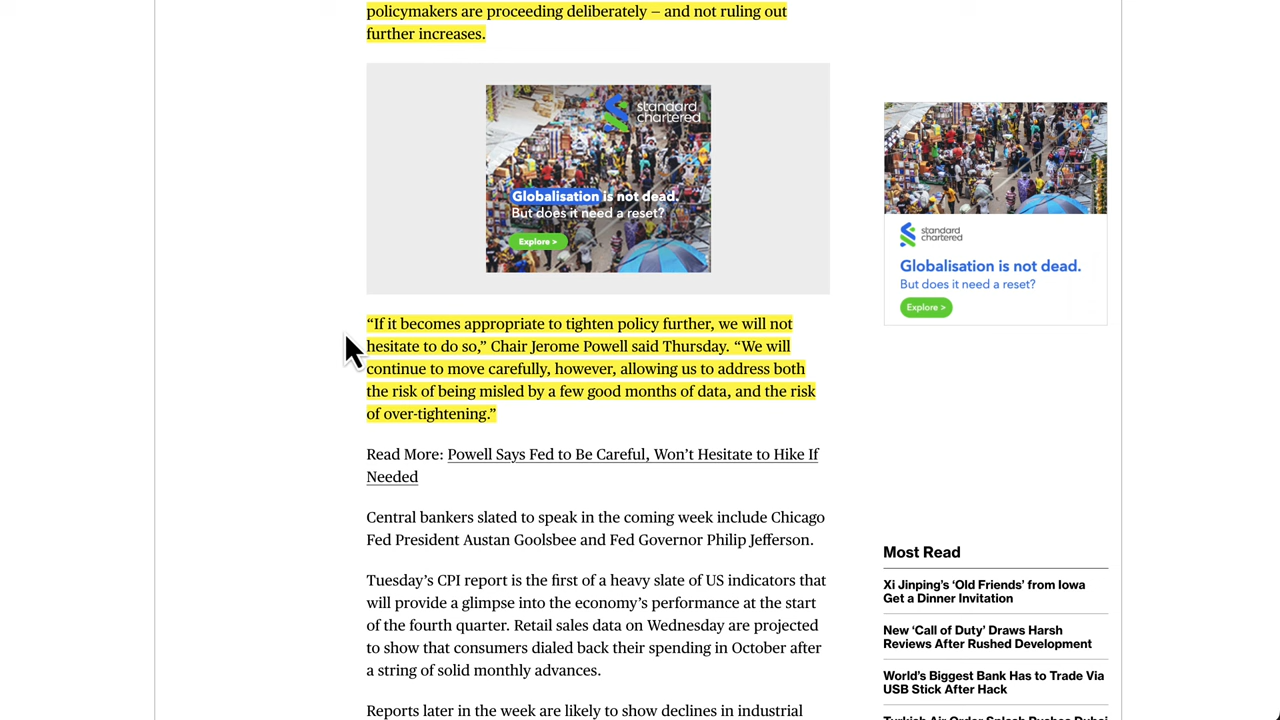 policymakers are proceeding deliberately — and not ruling out
further increases.
standard
chartered
Globalisation is not dead.
But does it need a reset?
Explore >
“If it becomes appropriate to tighten policy further, we will not
hesitate to do so,” Chair Jerome Powell said Thursday. “We will
continue to move carefully, however, allowing us to address both
the risk of being misled by a few good months of data, and the risk
of over-tightening.”
Read More: Powell Says Fed to Be Careful, Won’t Hesitate to Hike If
Needed
Central bankers slated to speak in the coming week include Chicago
Fed President Austan Goolsbee and Fed Governor Philip Jefferson.
Tuesday’s CPI report is the first of a heavy slate of US indicators that
will provide a glimpse into the economy’s performance at the start
of the fourth quarter. Retail sales data on Wednesday are projected
to show that consumers dialed back their spending in October after
a string of solid monthly advances.
Reports later in the week are likely to show declines in industrial
standard
chartered
Globalisation is not dead.
But does it need a reset?
Explore >
Most Read
Xi Jinping’s ‘Old Friends’ from Iowa
Get a Dinner Invitation
New ‘Call of Duty’ Draws Harsh
Reviews After Rushed Development
World’s Biggest Bank Has to Trade Via
USB Stick After Hack
Turkish Air Order Splash Pushes Dubai